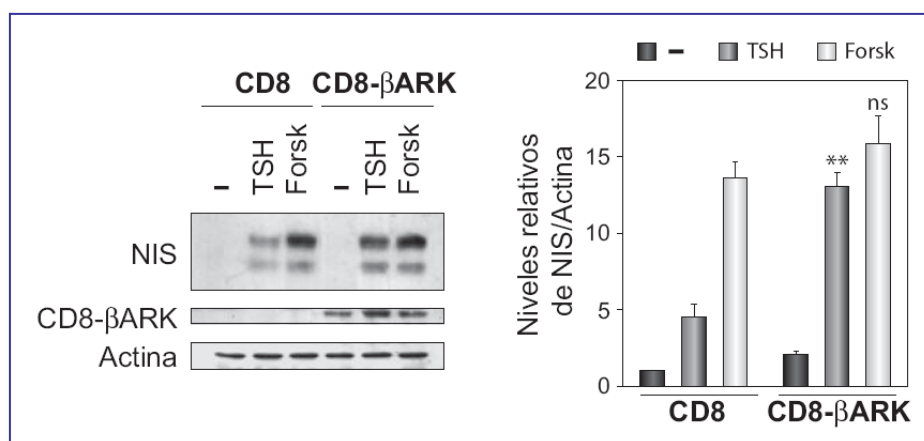 CD8 CD8-βARK
– TSH Forsk – TSH Forsk
NIS
CD8-βARK
Actina
– TSH Forsk
Niveles relativos
de NIS/Actina
20
15
10
5
0
** ns
CD8 CD8-βARK